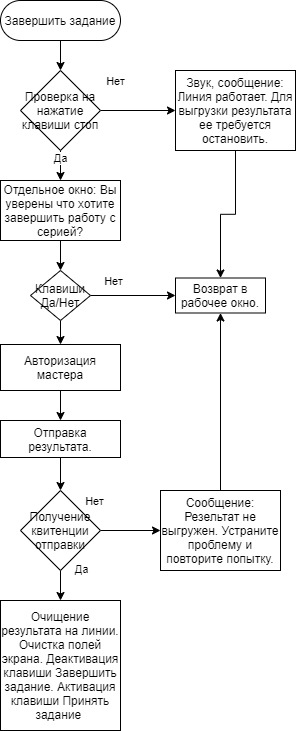 Завершить задание
Нет
Проверка на
нажатие
клавиши стоп
Звук, сообщение:
Линия работает. Для
выгрузки результата
ее требуется
остановить.
Да
Отдельное окно: Вы
уверены что хотите
завершить работу с
серией?
Клавиши
Да/Нет
Нет
Возврат в
рабочее окно.
Авторизация
мастера
Отправка
результата.
Нет
Получение
квитенции
отправки
Сообщение:
Резельтат не
выгружен. Устраните
проблему и
повторите попытку.
Да
Очищение
результата на линии.
Очистка полей
экрана. Деактивация
клавиши Завершить
задание. Активация
клавиши Принять
задание